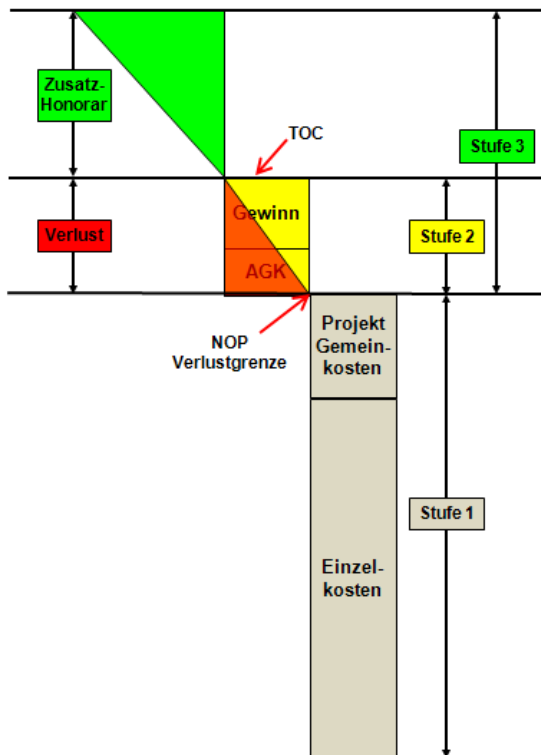 Zusatz-
Honorar
TOC
Stufe 3
Gewinn
Verlust
Stufe 2
AGK
NOP
Verlustgrenze
Projekt
Gemein-
kosten
Stufe 1
Einzel-
kosten